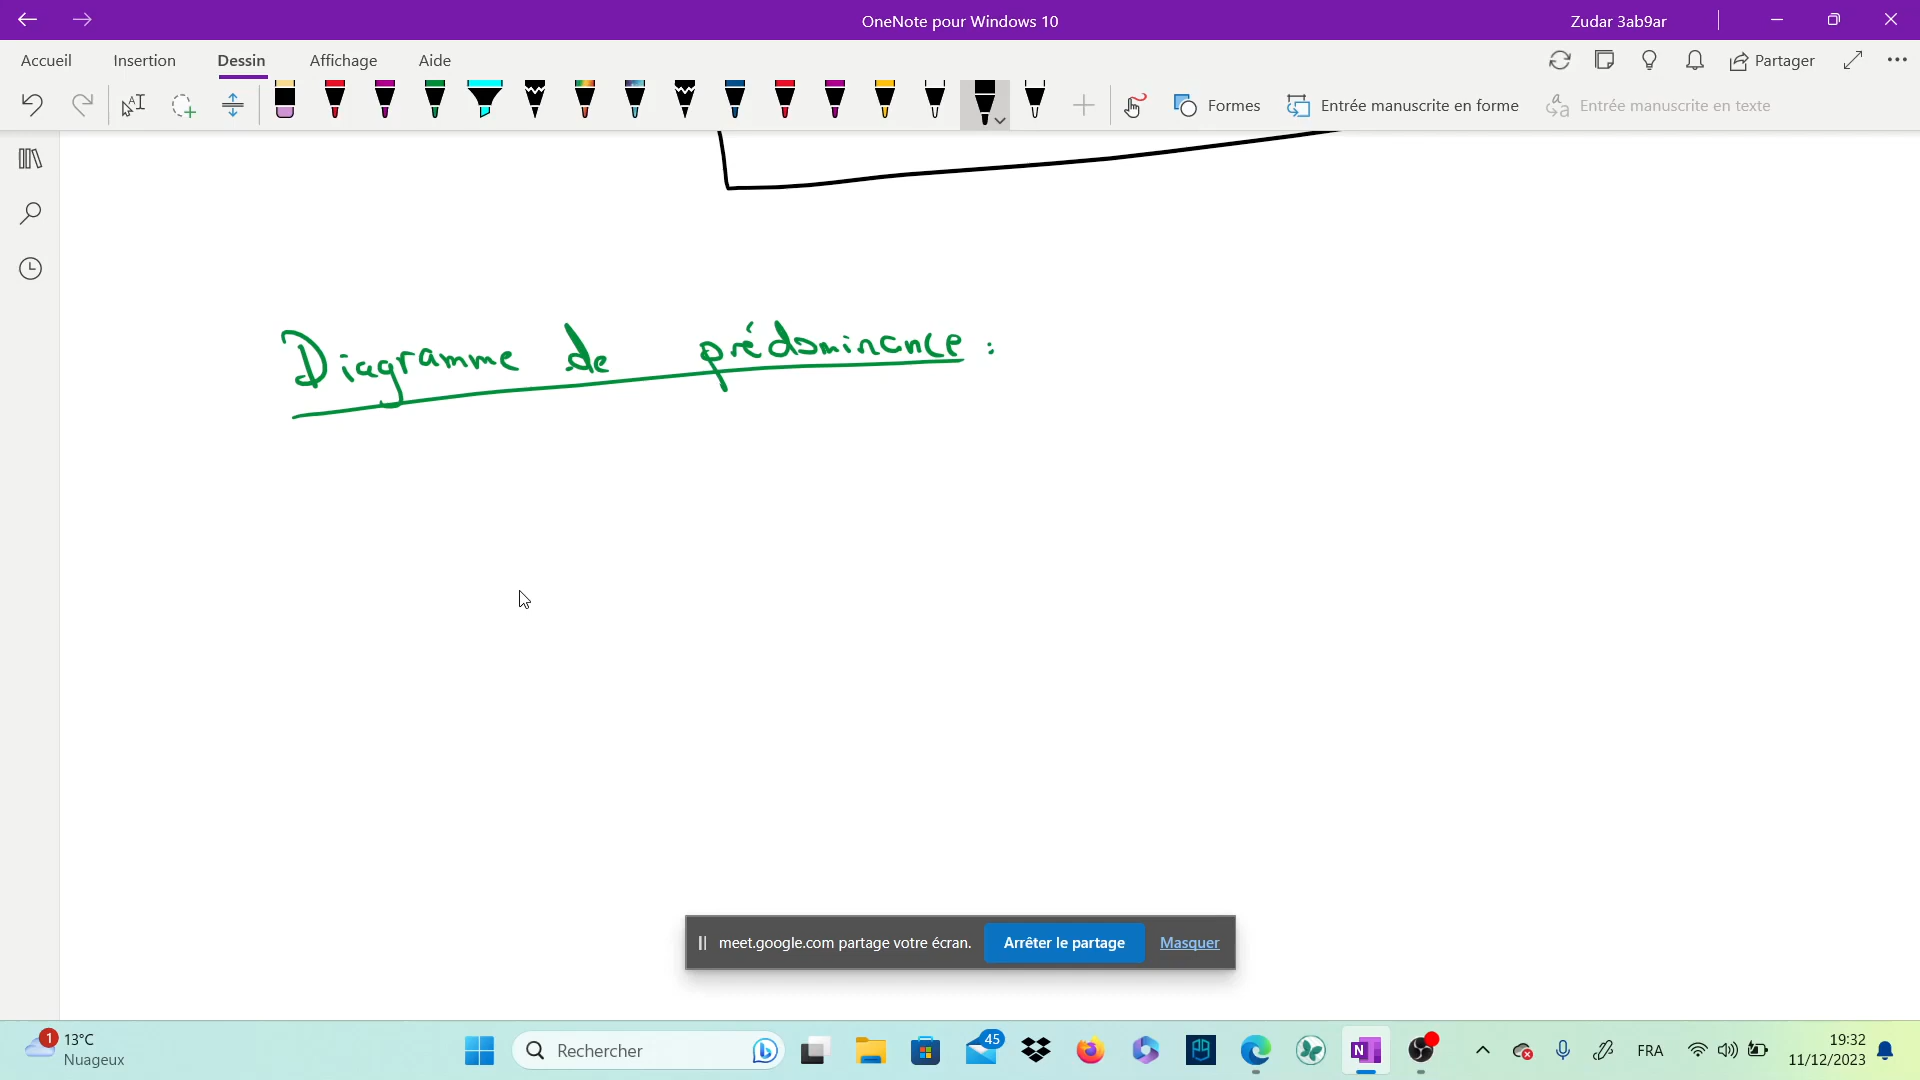 OneNote pour Windows 10
Zudar 3ab9ar
Accueil Insertion Dessin Affichage Aide
Partager
Formes Entrée manuscrite en forme Entrée manuscrite en texte
Diagramme de prédominance :
meet.google.com partage votre écran. Arrêter le partage Masquer
1 13°C
Nuageux
Rechercher
45
FRA
19:32
11/12/2023